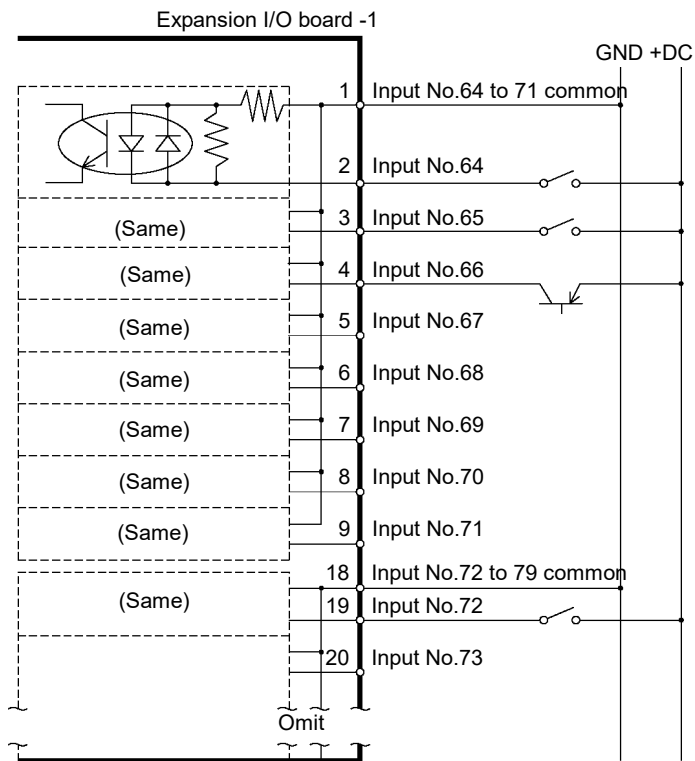 Expansion I/O board -1
GND +DC
1 Input No.64 to 71 common
2 Input No.64
3 Input No.65
(Same)
4 Input No.66
(Same)
5 Input No.67
(Same)
6 Input No.68
(Same)
7 Input No.69
(Same)
8 Input No.70
(Same)
9 Input No.71
(Same)
18 Input No.72 to 79 common
(Same)
19 Input No.72
20 Input No.73
Omit